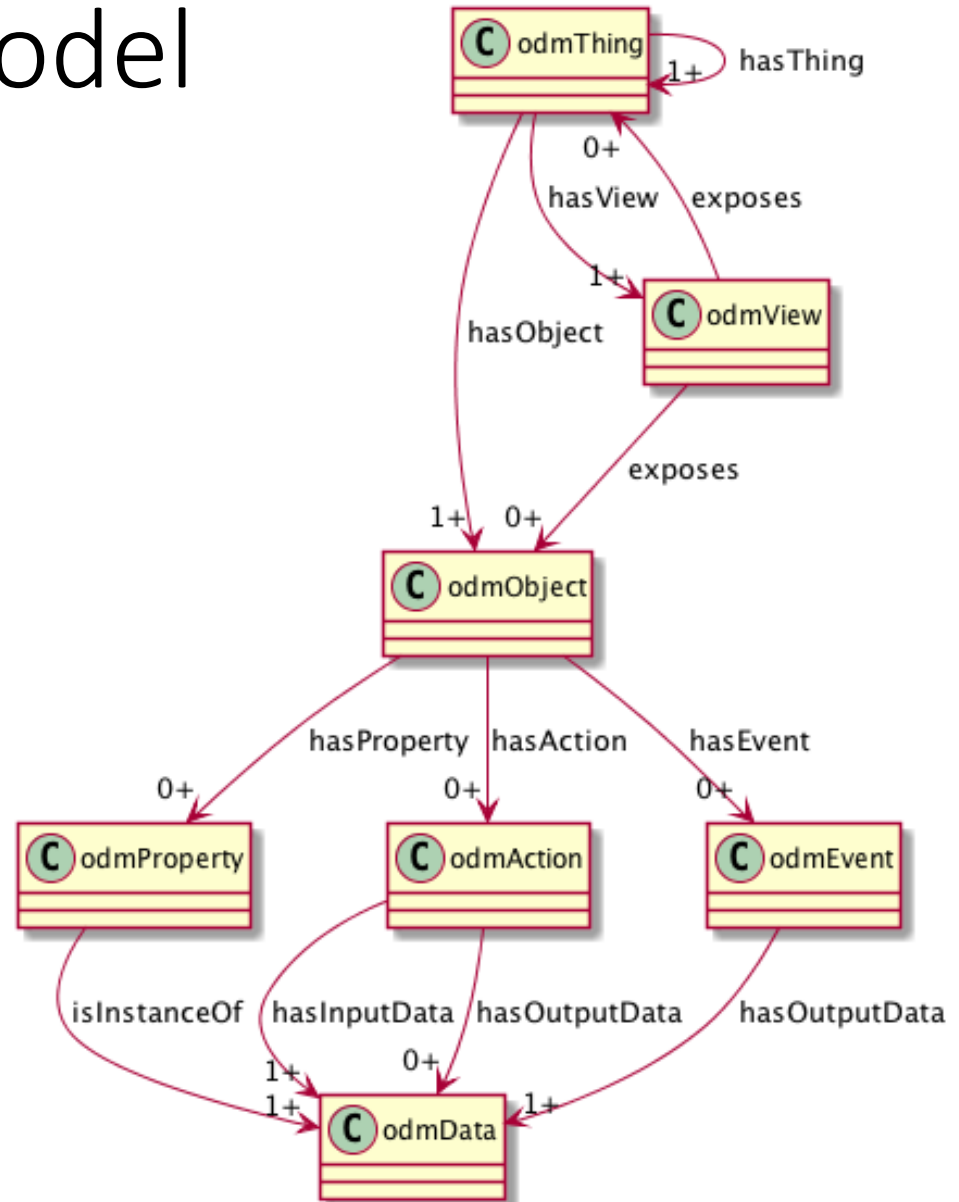 odel
C odmThing
hasThing
1+
0+
hasView
exposes
1+
C odmView
hasObject
exposes
1+
0+
C odmObject
hasProperty
hasAction
hasEvent
0+
0+
0+
C odmProperty
C odmAction
C odmEvent
isInstanceOf
hasInputData
hasOutputData
hasOutputData
0+
1+
1+
1+
C odmData